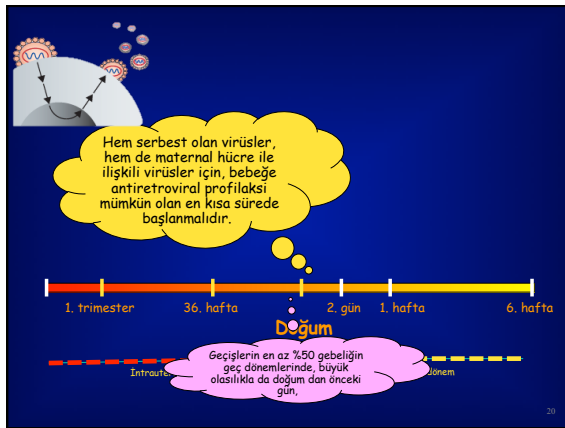 Hem serbest olan virüsler,
hem de maternal hücre ile
ilişkili virüsler için, bebeğe
antiretroviral profilaksi
mümkün olan en kısa sürede
başlanmalıdır.
1. trimester 36. hafta 2. gün 1. hafta 6. hafta
Doğum
Geçişlerin en az %50 gebeliğin
geç dönemlerinde, büyük
olasılıkla da doğum dan önceki
gün,
İntraute dönem
20